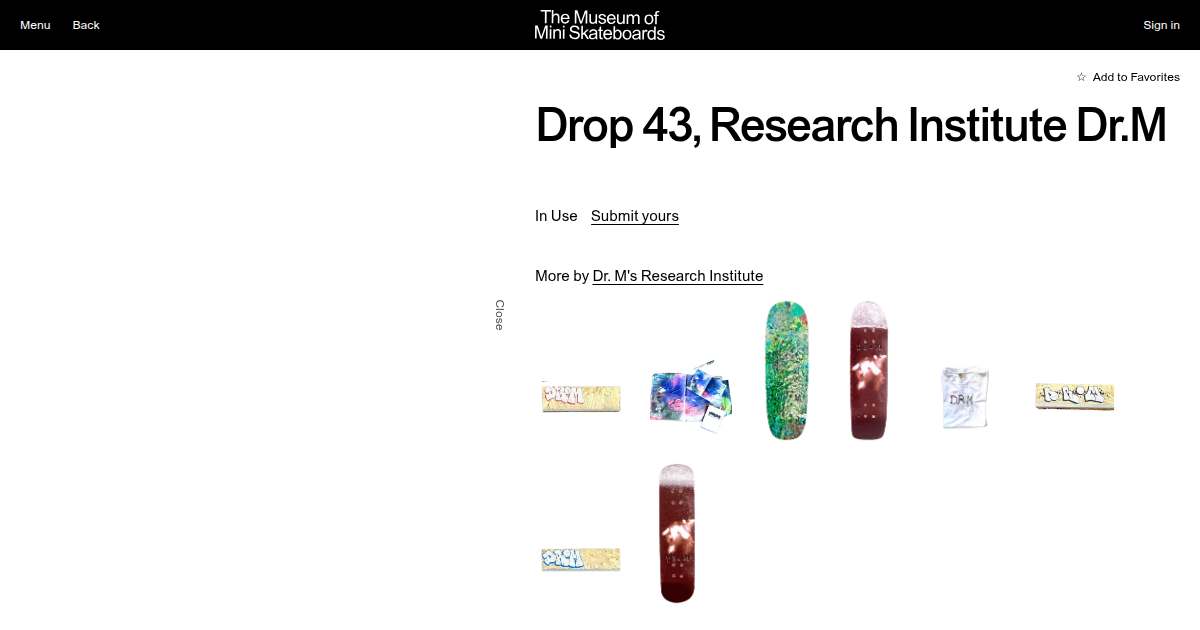 Menu
Back
The Museum of
Mini Skateboards
Sign in
☆ Add to Favorites
Drop 43, Research Institute Dr.M
In Use Submit yours
More by Dr. M's Research Institute
Close
DRM